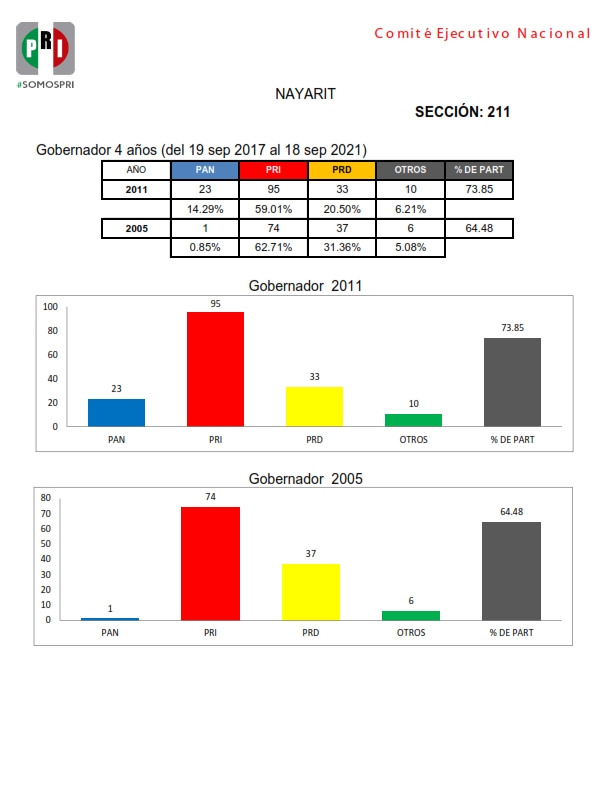 Comité Ejecutivo Nacional
PRI
#SOMOSPRI
NAYARIT
SECCIÓN: 211
Gobernador 4 años (del 19 sep 2017 al 18 sep 2021)
AÑO PAN PRI PRD OTROS % DE PART
2011 23 95 33 10 73.85
14.29% 59.01% 20.50% 6.21%
2005 1 74 37 6 64.48
0.85% 62.71% 31.36% 5.08%
Gobernador 2011
100
80
60
40
20
0
23
95
33
10
73.85
PAN PRI PRD OTROS % DE PART
Gobernador 2005
80
70
60
50
40
30
20
10
0
1
74
37
6
64.48
PAN PRI PRD OTROS % DE PART